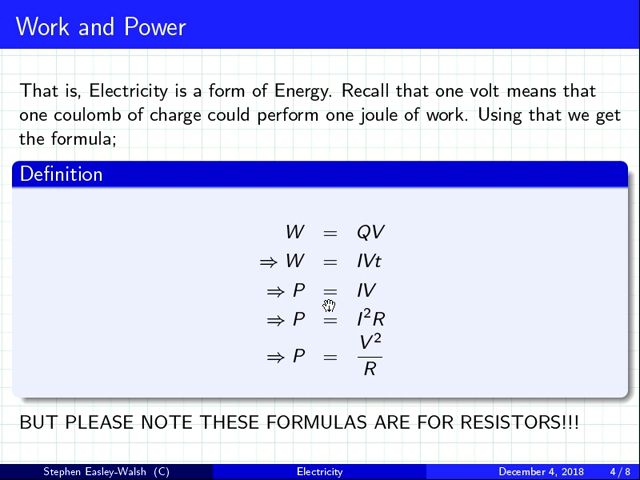 Work and Power
That is, Electricity is a form of Energy. Recall that one volt means that
one coulomb of charge could perform one joule of work. Using that we get
the formula;
Definition
W = QV
⇒ W = IVt
⇒ P = IV
⇒ P = I²R
⇒ P = V²/R
BUT PLEASE NOTE THESE FORMULAS ARE FOR RESISTORS!!!
Stephen Easley-Walsh (C) Electricity December 4, 2018 4 / 8